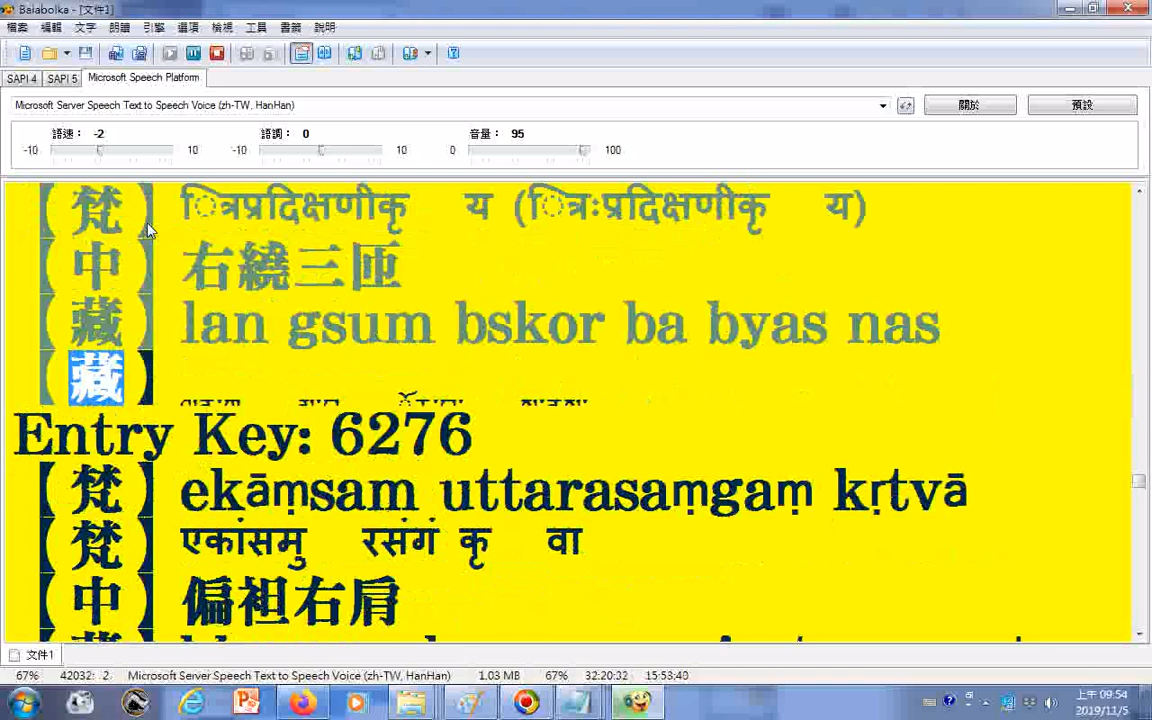 Balabolka - [文件1]
檔案 編輯 文字 朗讀 引擎 選項 檢視 工具 書籤 說明
SAPI 4 SAPI 5 Microsoft Speech Platform
Microsoft Server Speech Text to Speech Voice (zh-TW, HanHan) 關於 預設
語速： -2 語調： 0 音量： 95
-10 10 -10 10 0 100
【梵】
【中】 右繞三匝
【藏】 lan gsum bskor ba byas nas
【藏】
Entry Key: 6276
【梵】 ekāṃsam uttarasaṃgaṃ kṛtvā
【梵】 एकांसमु रसंगं कृ वा
【中】 偏袒右肩
文件1
67% 42032: 2 Microsoft Server Speech Text to Speech Voice (zh-TW, HanHan) 1.03 MB 67% 32:20:32 15:53:40
上午 09:54
2019/11/5